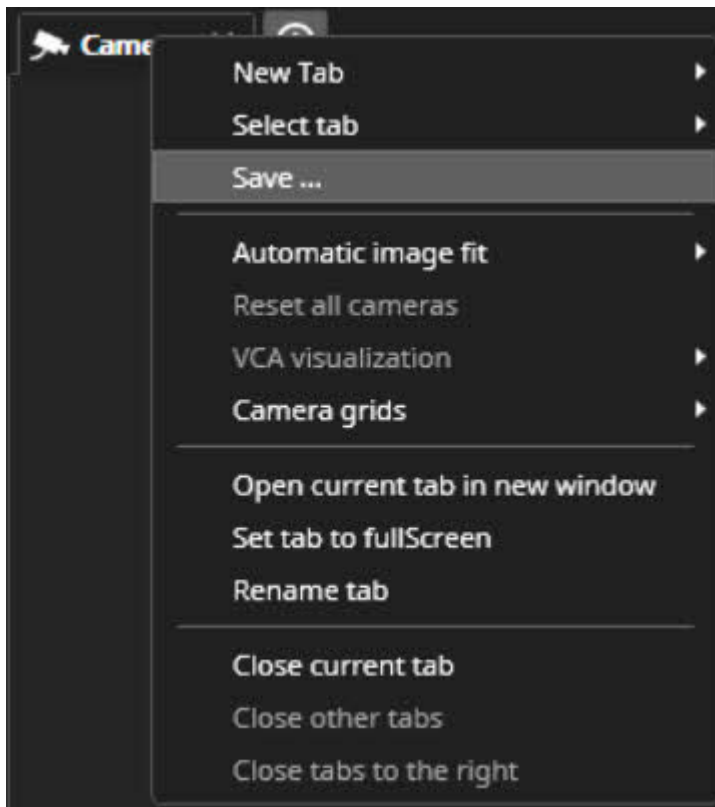 Came
New Tab
Select tab
Save ...
Automatic image fit
Reset all cameras
VCA visualization
Camera grids
Open current tab in new window
Set tab to fullScreen
Rename tab
Close current tab
Close other tabs
Close tabs to the right